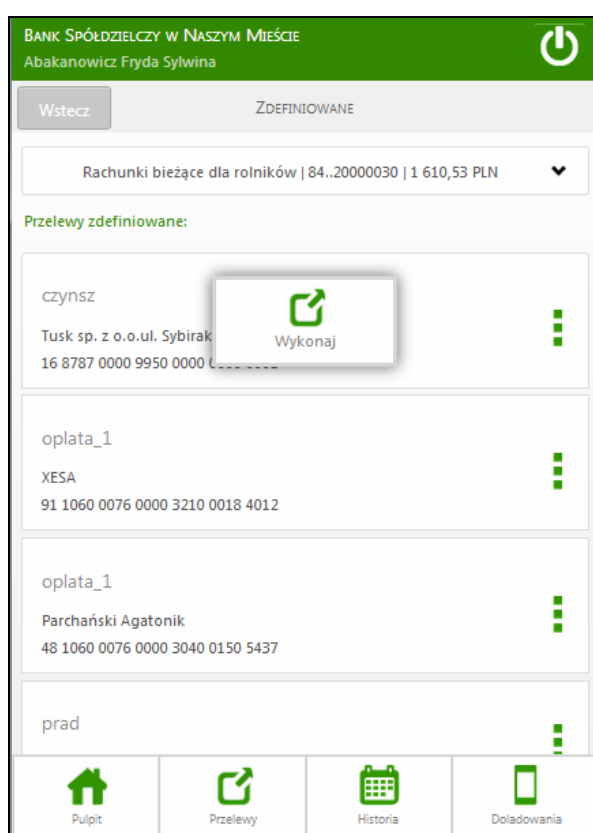 Bank Spółdzielczy w Naszym Mieście
Abakanowicz Fryda Sylwina
Wstecz
Zdefiniowane
Rachunki bieżące dla rolników | 84..20000030 | 1 610,53 PLN
Przelewy zdefiniowane:
czynsz
Tusk sp. z o.o.ul. Sybirak
16 8787 0000 9950 0000
Wykonaj
oplata_1
XESA
91 1060 0076 0000 3210 0018 4012
oplata_1
Parchański Agatonik
48 1060 0076 0000 3040 0150 5437
prad
Pulpit
Przelewy
Historia
Doladowania